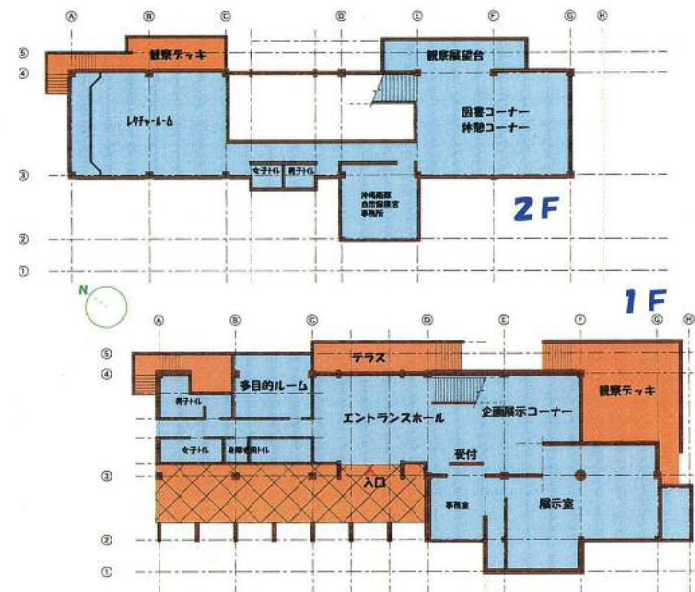 Ⓐ Ⓑ Ⓒ Ⓓ Ⓔ Ⓕ Ⓖ Ⓗ
⑤
観察デッキ
観察展望台
④
レクチャールーム
図書コーナー
休憩コーナー
女子トイレ 男子トイレ
③
自然保護官
事務所
2F
②
①
N
1F
Ⓐ Ⓑ Ⓒ Ⓓ Ⓔ Ⓕ Ⓖ Ⓗ
⑤
テラス
④
多目的ルーム
観察デッキ
男子トイレ
エントランスホール
企画展示コーナー
女子トイレ
受付
③
入口
事務室
展示室
②
①